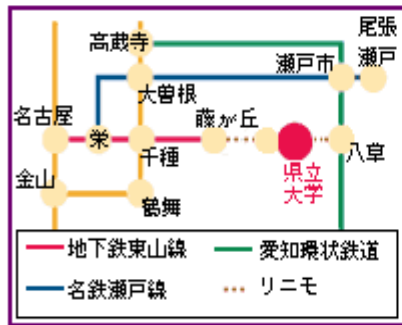 尾張
高蔵寺
瀬戸市
瀬戸
大曽根
名古屋
藤が丘
栄
千種
八草
県立
大学
金山
鶴舞
地下鉄東山線
愛知環状鉄道
名鉄瀬戸線
リニモ